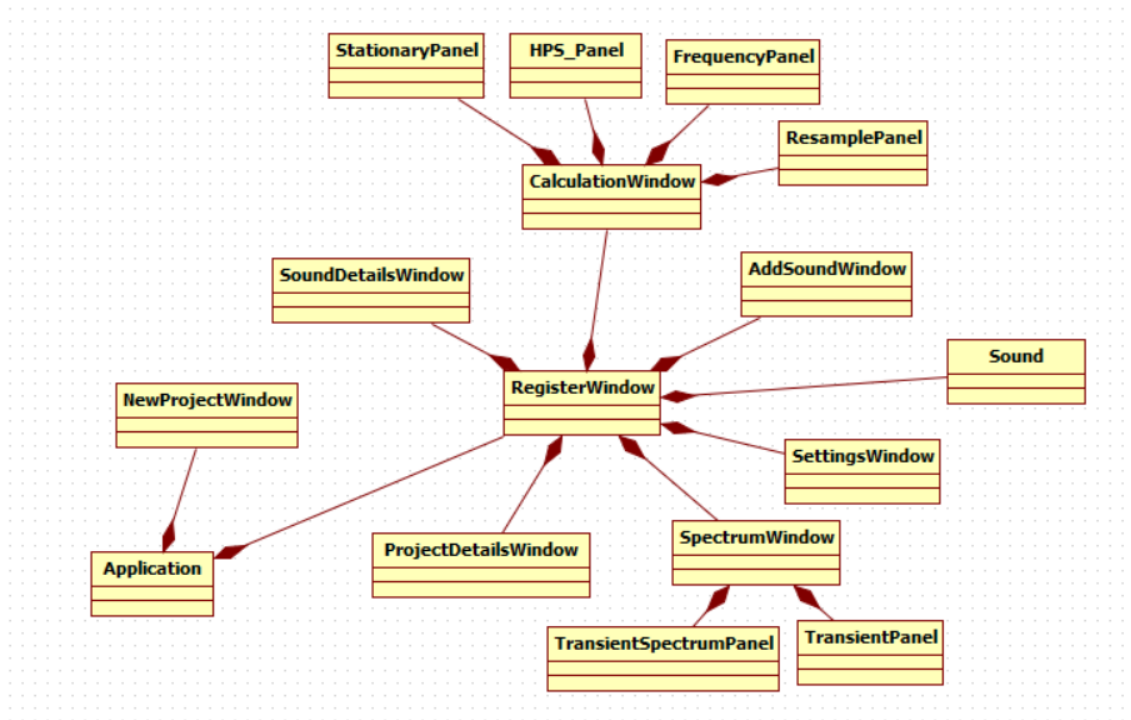 StationaryPanel
HPS_Panel
FrequencyPanel
ResamplePanel
CalculationWindow
SoundDetailsWindow
AddSoundWindow
Sound
RegisterWindow
NewProjectWindow
SettingsWindow
SpectrumWindow
ProjectDetailsWindow
Application
TransientSpectrumPanel
TransientPanel